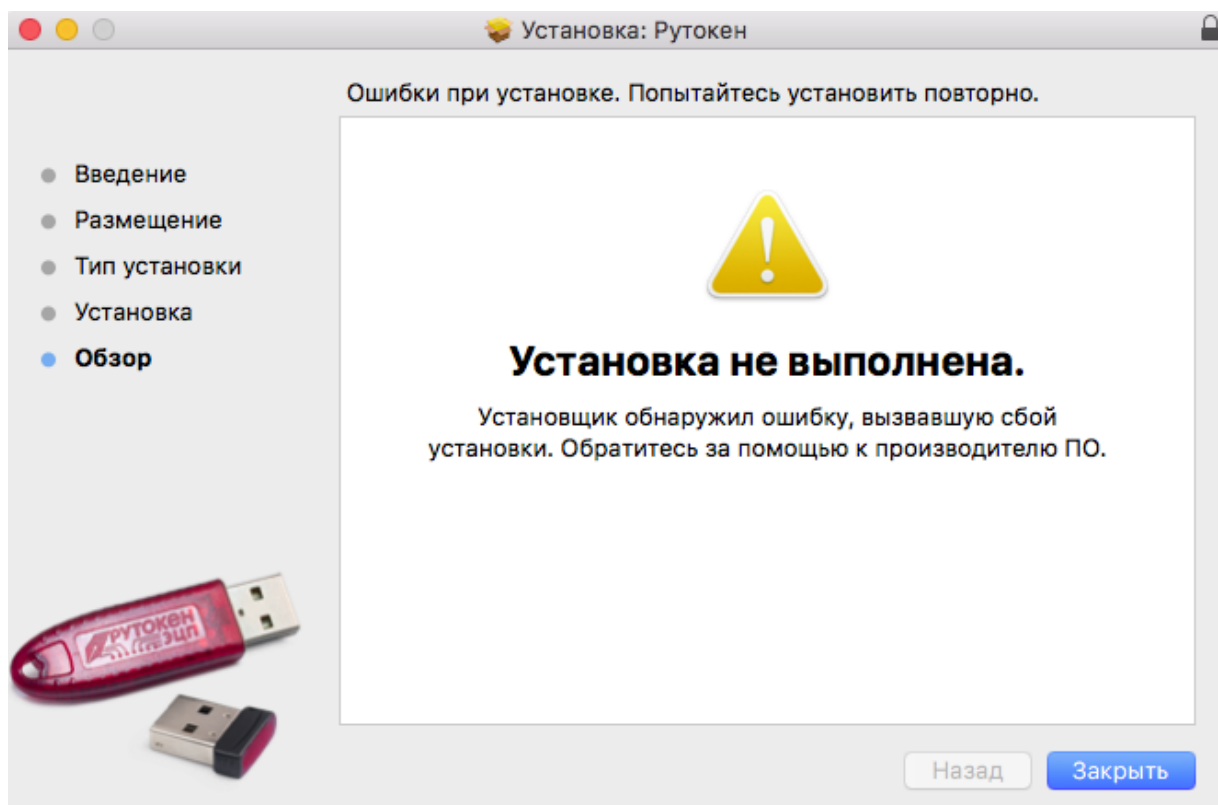 Установка: Рутокен
Ошибки при установке. Попытайтесь установить повторно.
Введение
Размещение
Тип установки
Установка
Обзор
Установка не выполнена.
Установщик обнаружил ошибку, вызвавшую сбой
установки. Обратитесь за помощью к производителю ПО.
РУТОКЕН
ЭЦП
Назад
Закрыть